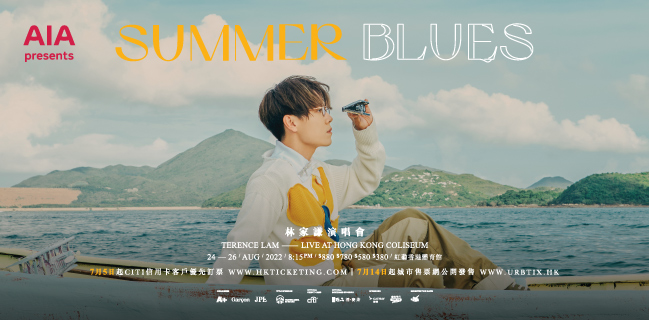 AIA
presents
SUMMER BLUES
林家謙演唱會
TERENCE LAM —— LIVE AT HONG KONG COLISEUM
24 — 26 / AUG / 2022 / 8:15PM / $880 $780 $580 $380 / 紅磡香港體育館
7月5日起CITI信用卡客戶優先訂票 WWW.HKTICKETING.COM | 7月14日起城市售票網公開發售 WWW.URBTIX.HK
AIA Garçon JPL